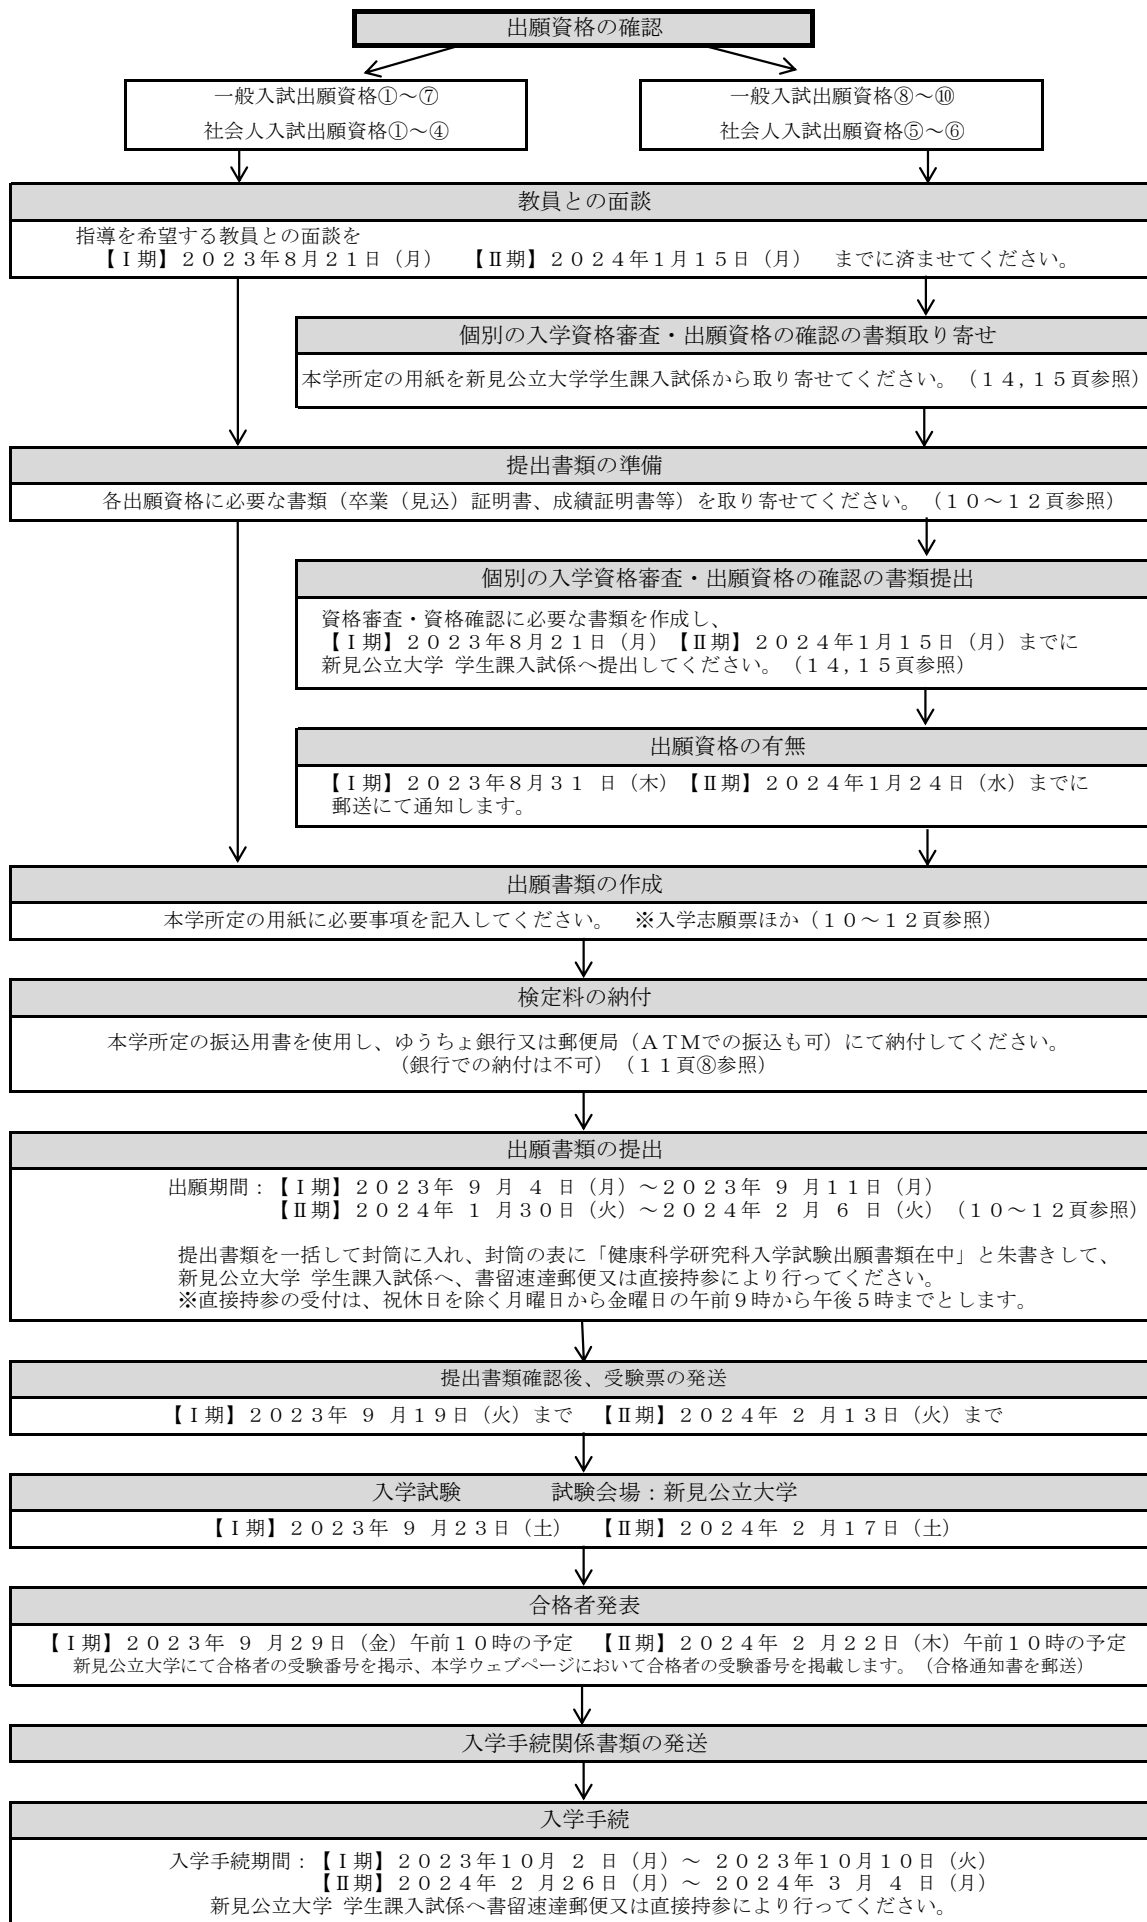 出願資格の確認
一般入試出願資格①～⑦
社会人入試出願資格①～④
一般入試出願資格⑧～⑩
社会人入試出願資格⑤～⑥
教員との面談
指導を希望する教員との面談を
【Ⅰ期】２０２３年８月２１日（月）　【Ⅱ期】２０２４年１月１５日（月）　までに済ませてください。
個別の入学資格審査・出願資格の確認の書類取り寄せ
本学所定の用紙を新見公立大学学生課入試係から取り寄せてください。（１４,１５頁参照）
提出書類の準備
各出願資格に必要な書類（卒業（見込）証明書、成績証明書等）を取り寄せてください。（１０～１２頁参照）
個別の入学資格審査・出願資格の確認の書類提出
資格審査・資格確認に必要な書類を作成し、
【Ⅰ期】２０２３年８月２１日（月）【Ⅱ期】２０２４年１月１５日（月）までに
新見公立大学 学生課入試係へ提出してください。（１４,１５頁参照）
出願資格の有無
【Ⅰ期】２０２３年８月３１ 日（木）【Ⅱ期】２０２４年１月２４日（水）までに
郵送にて通知します。
出願書類の作成
本学所定の用紙に必要事項を記入してください。　※入学志願票ほか（１０～１２頁参照）
検定料の納付
本学所定の振込用書を使用し、ゆうちょ銀行又は郵便局（ＡＴＭでの振込も可）にて納付してください。
（銀行での納付は不可）（１１頁⑧参照）
出願書類の提出
出願期間：【Ⅰ期】２０２３年 ９ 月 ４ 日（月）～２０２３年 ９ 月１１日（月）
【Ⅱ期】２０２４年 １ 月３０日（火）～２０２４年 ２ 月 ６ 日（火）（１０～１２頁参照）
提出書類を一括して封筒に入れ、封筒の表に「健康科学研究科入学試験出願書類在中」と朱書きして、
新見公立大学 学生課入試係へ、書留速達郵便又は直接持参により行ってください。
※直接持参の受付は、祝休日を除く月曜日から金曜日の午前９時から午後５時までとします。
提出書類確認後、受験票の発送
【Ⅰ期】２０２３年 ９ 月１９日（火）まで　【Ⅱ期】２０２４年 ２ 月１３日（火）まで
入学試験　　　試験会場：新見公立大学
【Ⅰ期】２０２３年 ９ 月２３日（土）　【Ⅱ期】２０２４年 ２ 月１７日（土）
合格者発表
【Ⅰ期】２０２３年 ９ 月２９日（金）午前１０時の予定　【Ⅱ期】２０２４年 ２ 月２２日（木）午前１０時の予定
新見公立大学にて合格者の受験番号を掲示、本学ウェブページにおいて合格者の受験番号を掲載します。（合格通知書を郵送）
入学手続関係書類の発送
入学手続
入学手続期間：【Ⅰ期】２０２３年１０月 ２ 日（月）～ ２０２３年１０月１０日（火）
【Ⅱ期】２０２４年 ２ 月２６日（月）～ ２０２４年 ３ 月 ４ 日（月）
新見公立大学 学生課入試係へ書留速達郵便又は直接持参により行ってください。